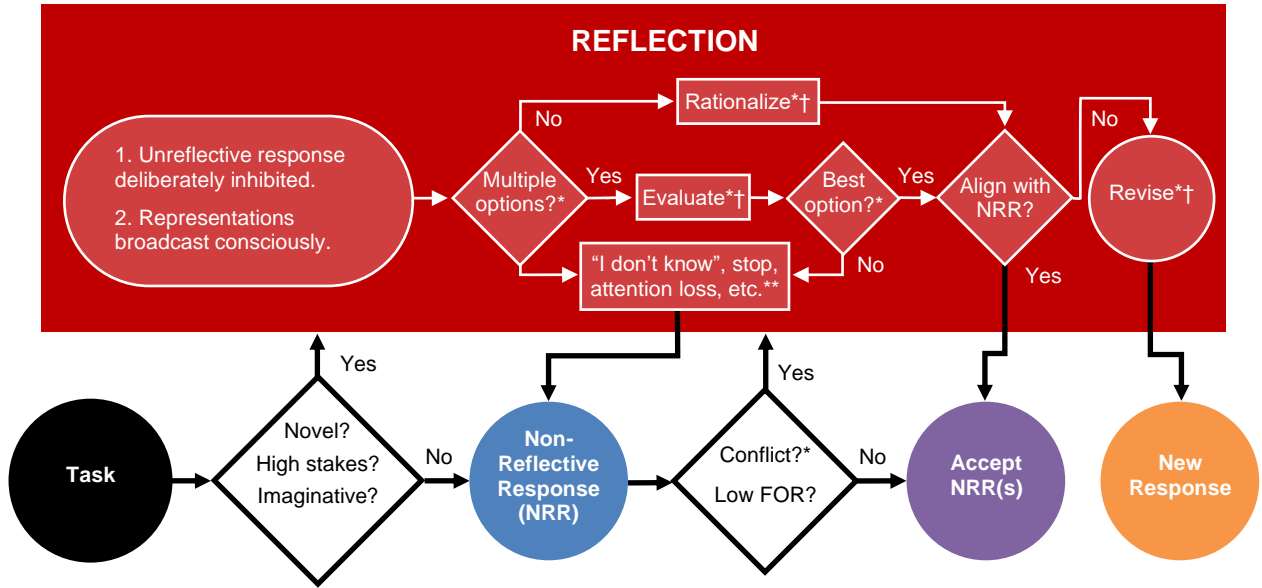 REFLECTION
Rationalize*†
No
No
1. Unreflective response
deliberately inhibited.
2. Representations
broadcast consciously.
Multiple
options?*
Yes
Evaluate*†
Best
option?*
Yes
Align with
NRR?
Revise*†
“I don’t know”, stop,
attention loss, etc.**
No
Yes
Yes
Yes
Task
Novel?
High stakes?
Imaginative?
No
Non-
Reflective
Response
(NRR)
Conflict?*
Low FOR?
No
Accept
NRR(s)
New
Response